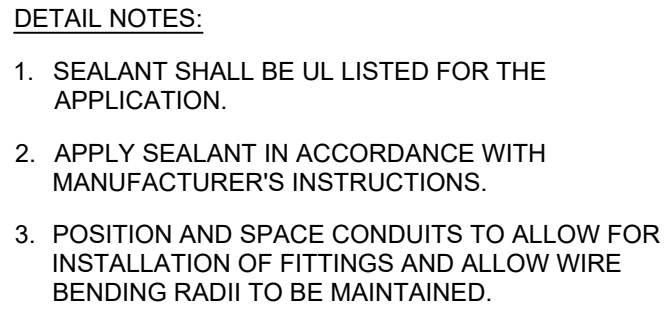 DETAIL NOTES:
1. SEALANT SHALL BE UL LISTED FOR THE
APPLICATION.
2. APPLY SEALANT IN ACCORDANCE WITH
MANUFACTURER'S INSTRUCTIONS.
3. POSITION AND SPACE CONDUITS TO ALLOW FOR
INSTALLATION OF FITTINGS AND ALLOW WIRE
BENDING RADII TO BE MAINTAINED.